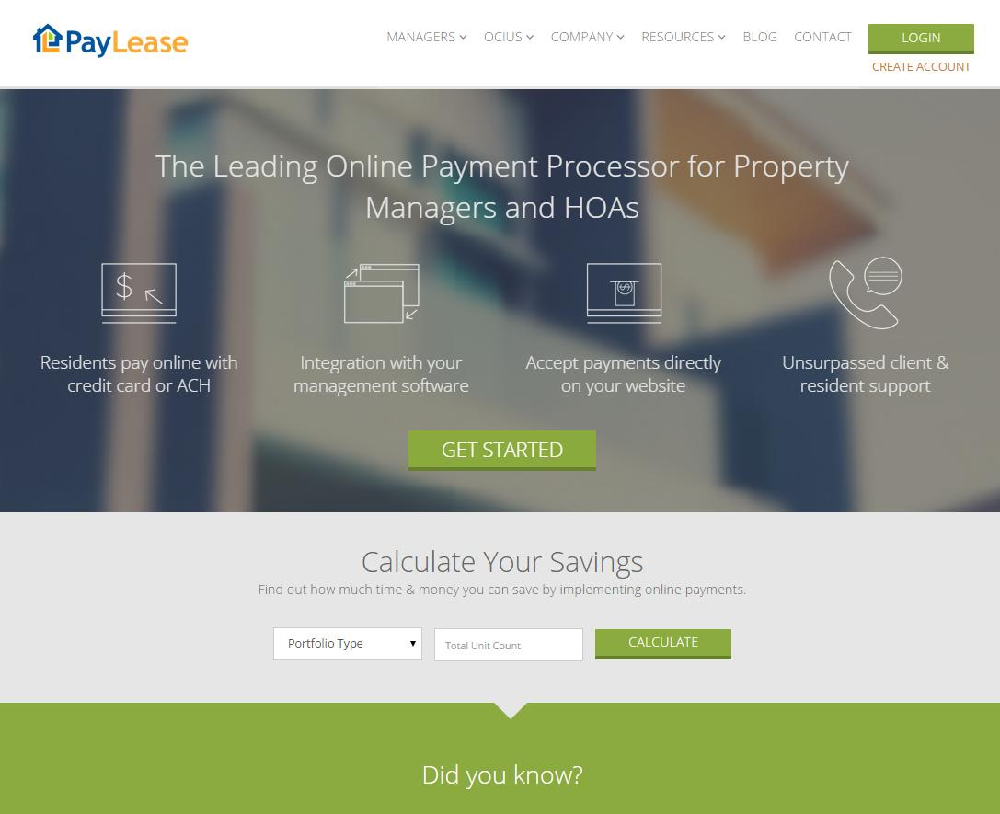 PayLease
MANAGERS
OCIUS
COMPANY
RESOURCES
BLOG
CONTACT
LOGIN
CREATE ACCOUNT
The Leading Online Payment Processor for Property
Managers and HOAs
$
Residents pay online with
credit card or ACH
Integration with your
management software
$
Accept payments directly
on your website
Unsurpassed client &
resident support
GET STARTED
Calculate Your Savings
Find out how much time & money you can save by implementing online payments.
Portfolio Type
Total Unit Count
CALCULATE
Did you know?